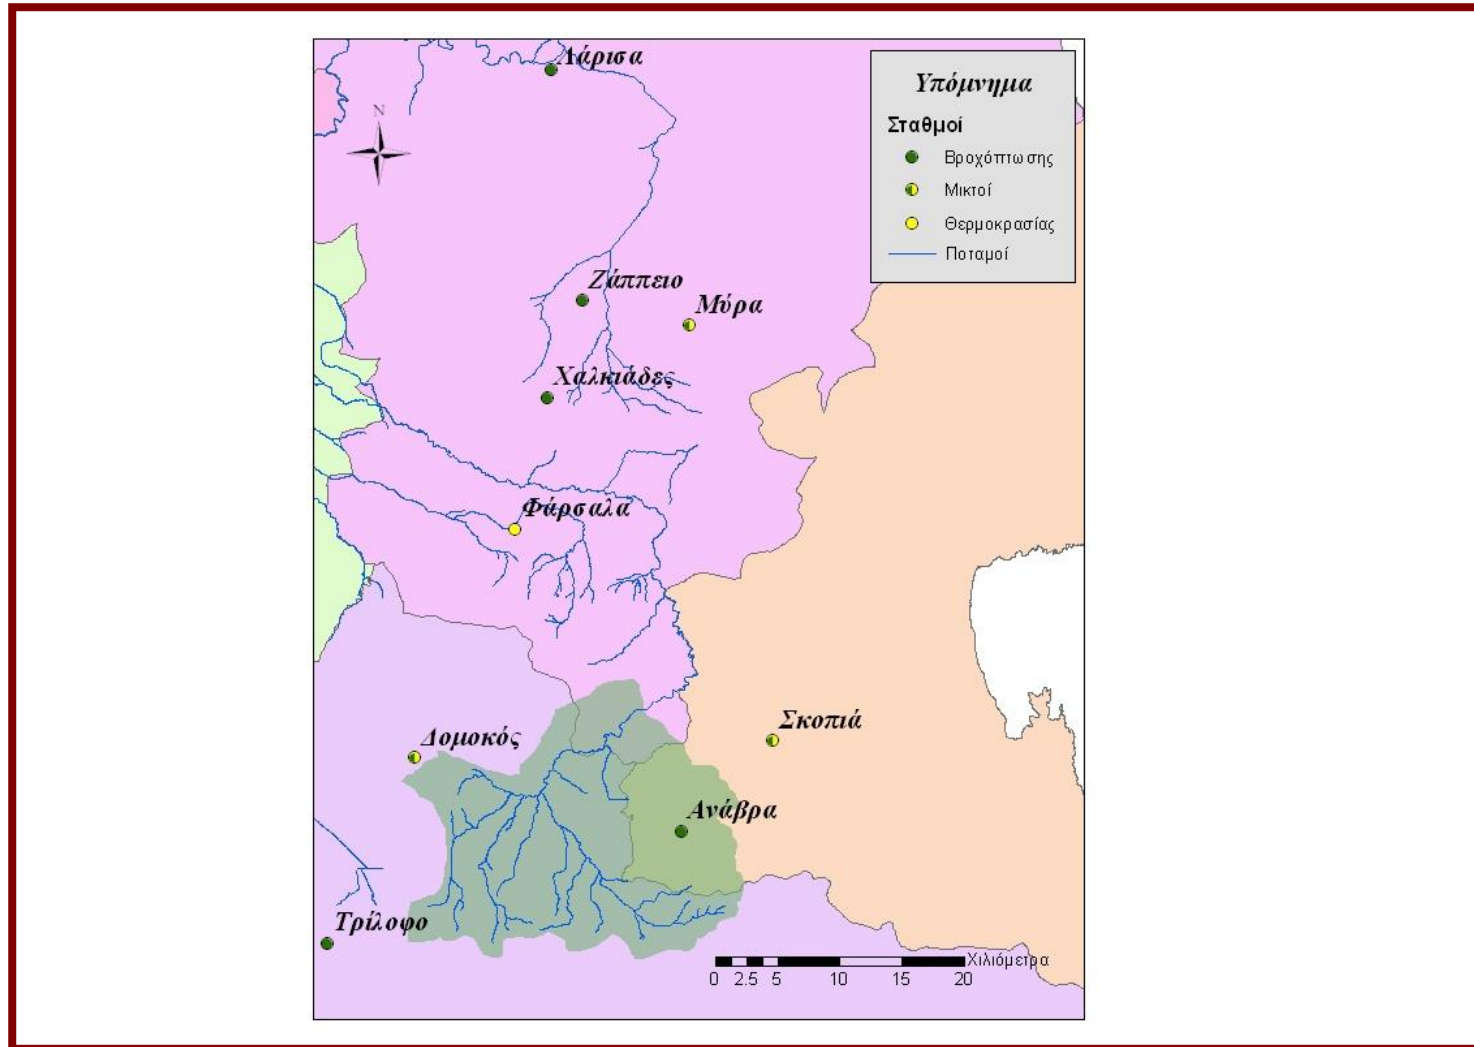 Λάρισα
Υπόμνημα
Σταθμοί
Βροχόπτωσης
Μικτοί
Θερμοκρασίας
Ποταμοί
N
Ζάππειο
Μύρα
Χαλκιάδες
Φάρσαλα
Σκοπιά
Δομοκός
Ανάβρα
Τρίλοφο
Χιλιόμετρα
0 2.5 5 10 15 20